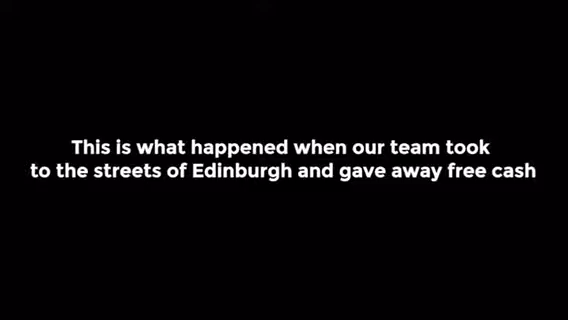 This is what happened when our team took
to the streets of Edinburgh and gave away free cash